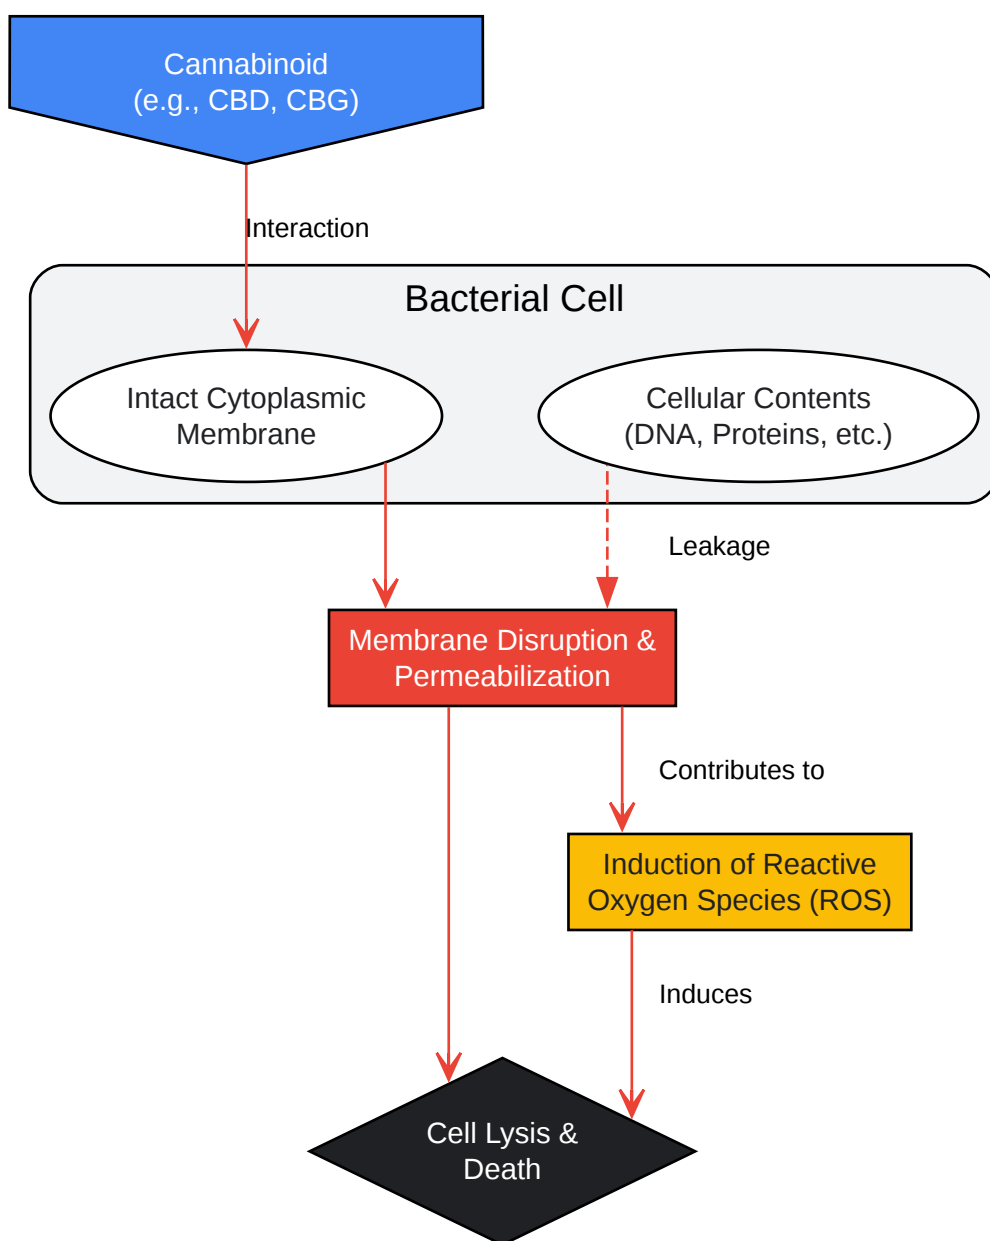 Cannabinoid
(e.g., CBD, CBG)
Interaction
Bacterial Cell
Intact Cytoplasmic
Membrane
Cellular Contents
(DNA, Proteins, etc.)
Leakage
Membrane Disruption &
Permeabilization
Contributes to
Induction of Reactive
Oxygen Species (ROS)
Induces
Cell Lysis &
Death